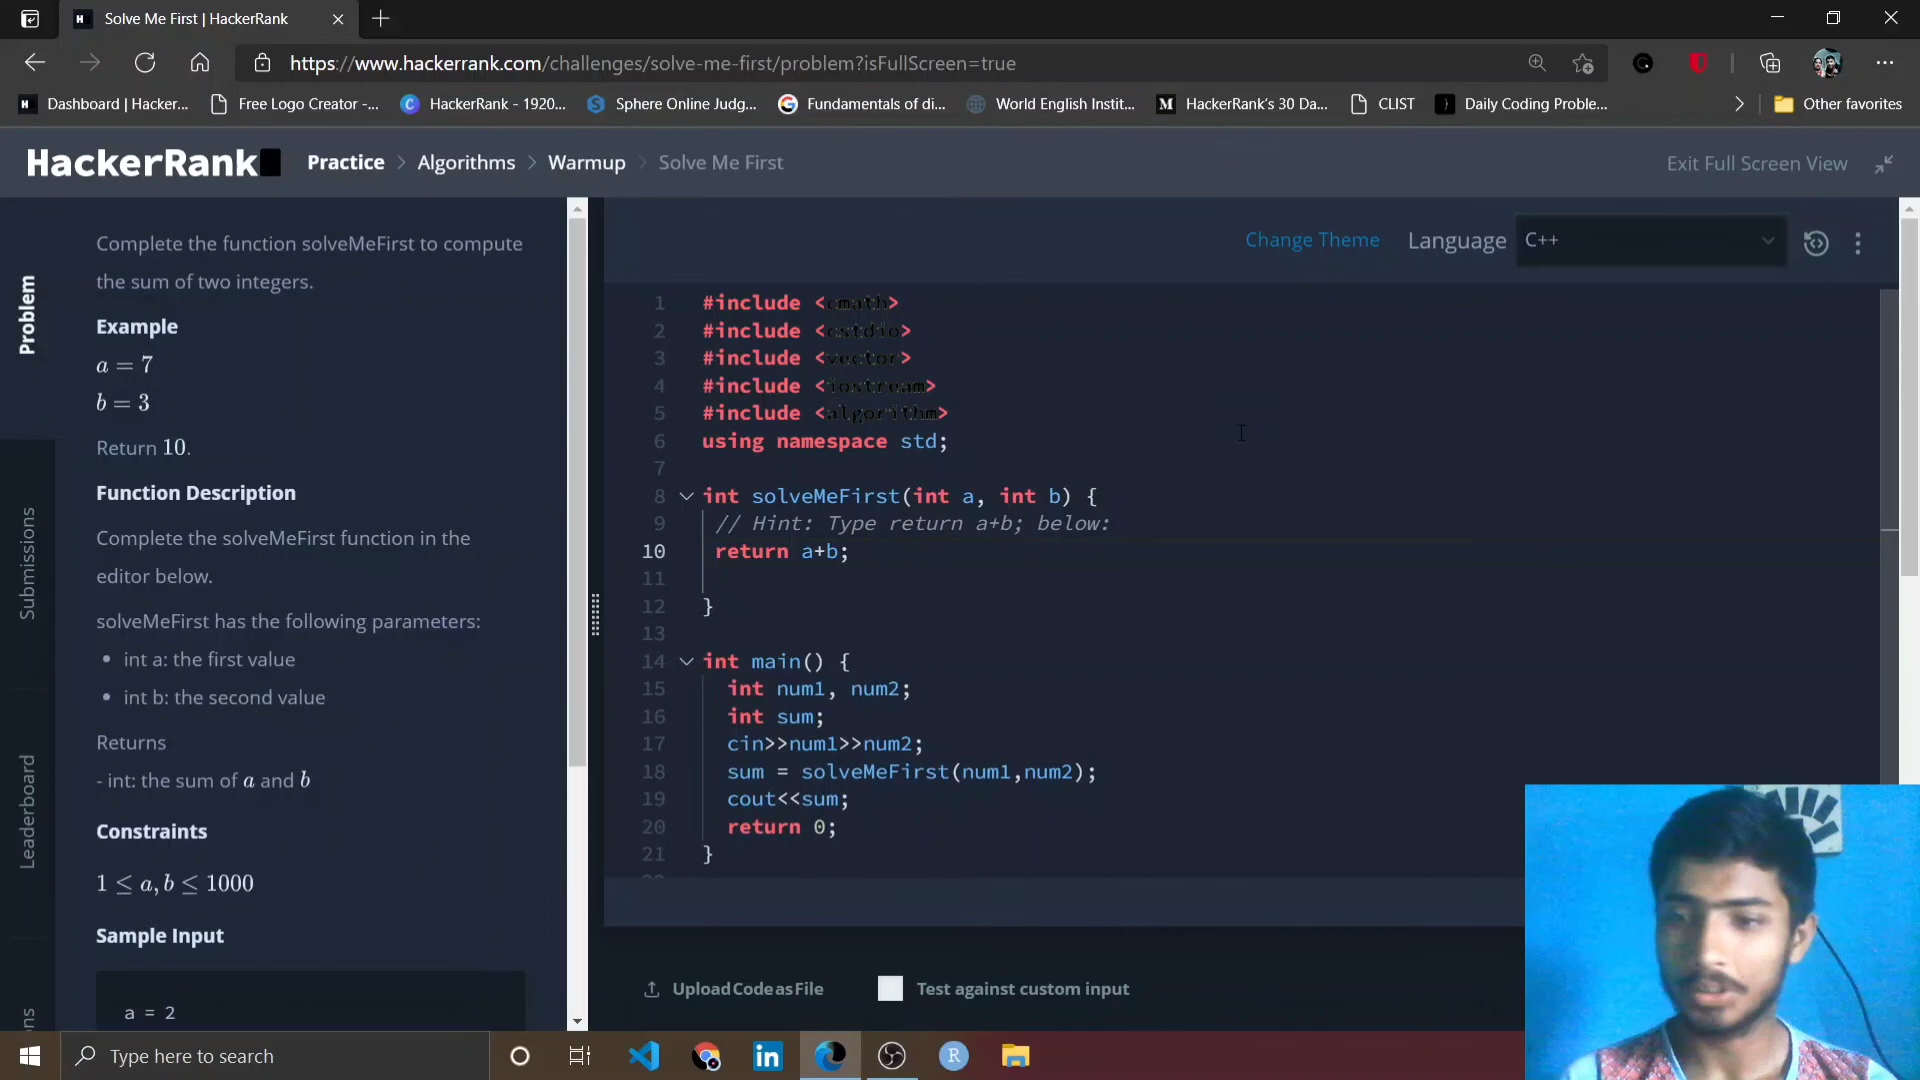 Solve Me First | HackerRank
https://www.hackerrank.com/challenges/solve-me-first/problem?isFullScreen=true
Dashboard | Hacker... Free Logo Creator -... HackerRank - 1920... Sphere Online Judg... Fundamentals of di... World English Instit... HackerRank's 30 Da... CLIST Daily Coding Proble... Other favorites
HackerRank Practice > Algorithms > Warmup > Solve Me First Exit Full Screen View
Problem
Submissions
Leaderboard
Complete the function solveMeFirst to compute
the sum of two integers.
Example
a = 7
b = 3
Return 10.
Function Description
Complete the solveMeFirst function in the
editor below.
solveMeFirst has the following parameters:
• int a: the first value
• int b: the second value
Returns
- int: the sum of a and b
Constraints
1 ≤ a, b ≤ 1000
Sample Input
a = 2
Change Theme Language C++
1 #include <cmath>
2 #include <cstdio>
3 #include <vector>
4 #include <iostream>
5 #include <algorithm>
6 using namespace std;
7
8 int solveMeFirst(int a, int b) {
9 // Hint: Type return a+b; below:
10 return a+b;
11
12 }
13
14 int main() {
15 int num1, num2;
16 int sum;
17 cin>>num1>>num2;
18 sum = solveMeFirst(num1,num2);
19 cout<<sum;
20 return 0;
21 }
Upload Code as File Test against custom input
Type here to search